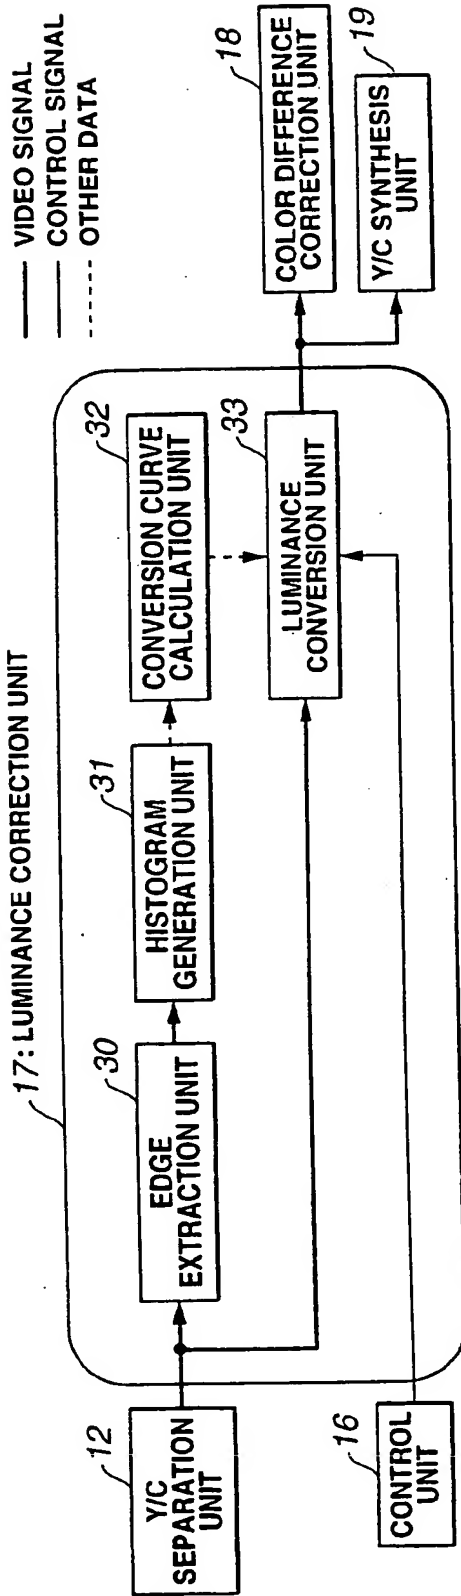 VIDEO SIGNAL
CONTROL SIGNAL
OTHER DATA
17: LUMINANCE CORRECTION UNIT
12
Y/C
SEPARATION
UNIT
30
EDGE
EXTRACTION UNIT
31
HISTOGRAM
GENERATION UNIT
32
CONVERSION CURVE
CALCULATION UNIT
33
LUMINANCE
CONVERSION UNIT
18
COLOR DIFFERENCE
CORRECTION UNIT
19
Y/C SYNTHESIS
UNIT
16
CONTROL
UNIT